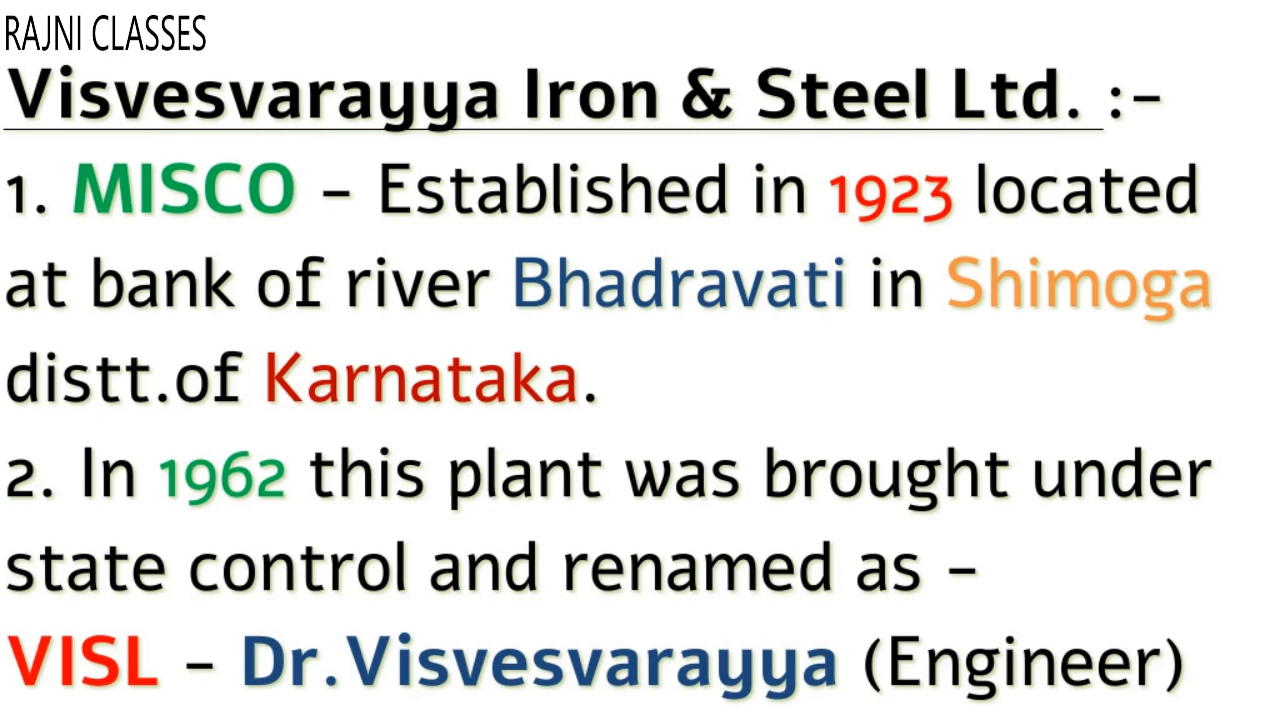 RAJNI CLASSES
Visvesvarayya Iron & Steel Ltd. :-
1. MISCO - Established in 1923 located
at bank of river Bhadravati in Shimoga
distt.of Karnataka.
2. In 1962 this plant was brought under
state control and renamed as -
VISL - Dr.Visvesvarayya (Engineer)